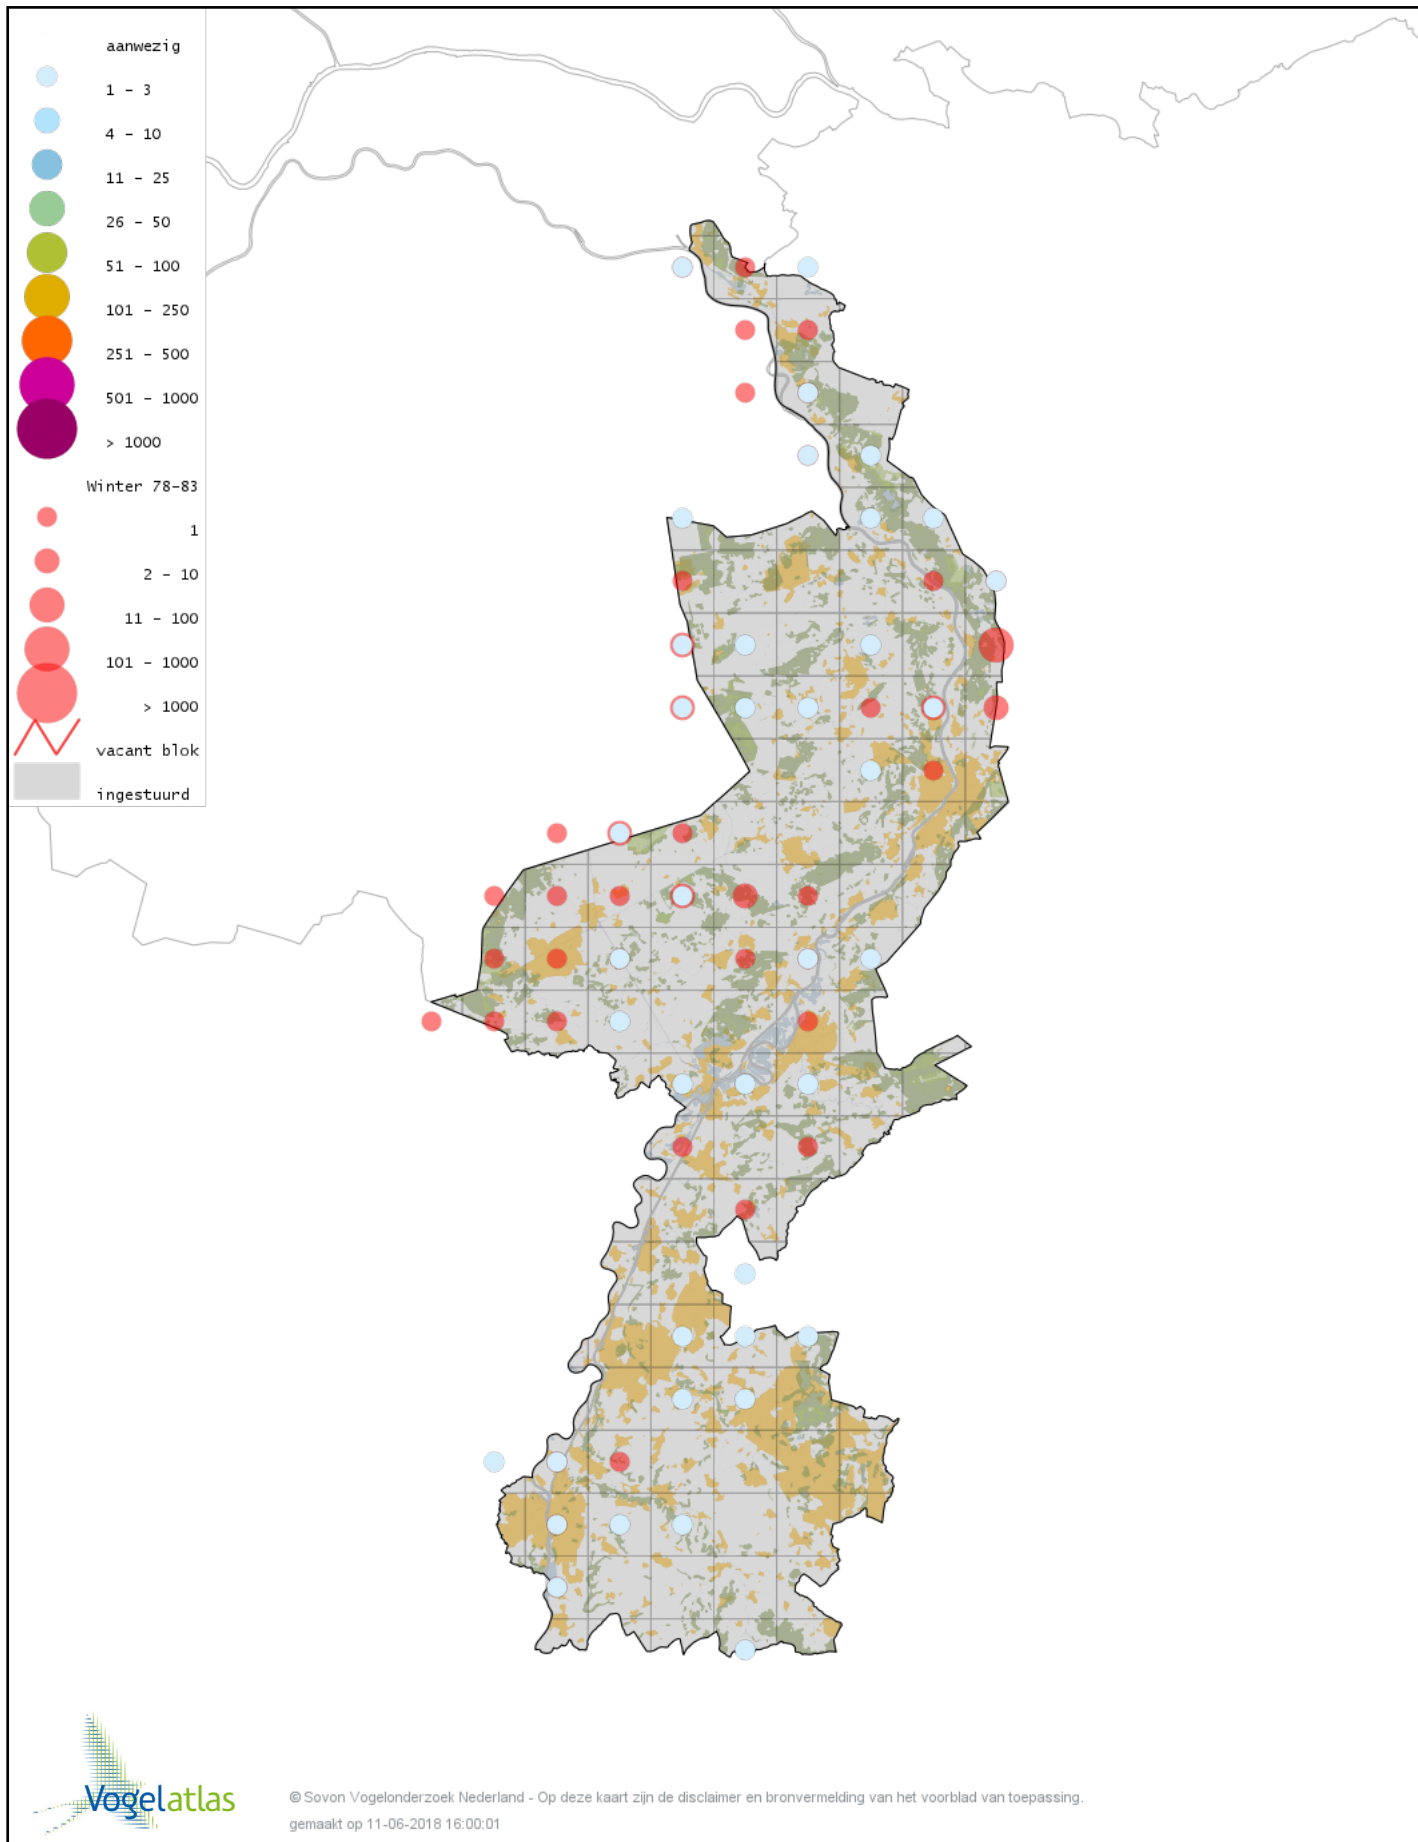 aanwezig
1 – 3
4 – 10
11 – 25
26 – 50
51 – 100
101 – 250
251 – 500
501 – 1000
> 1000
Winter 78-83
1
2 – 10
11 – 100
101 – 1000
> 1000
vacant blok
ingestuurd
Vogelatlas
© Sovon Vogelonderzoek Nederland - Op deze kaart zijn de disclaimer en bronvermelding van het voorblad van toepassing.
gemaakt op 11-06-2018 16:00:01